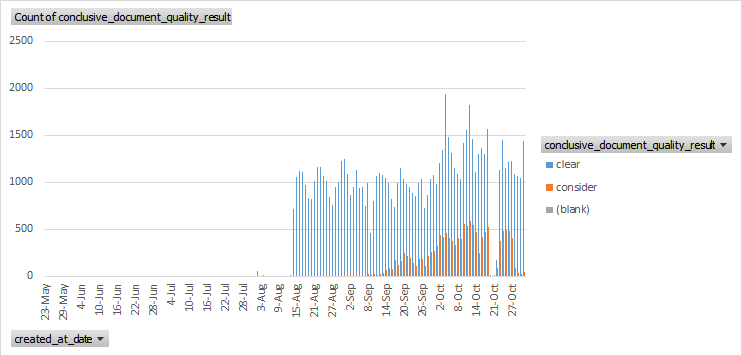 Count of conclusive_document_quality_result
2500
2000
1500
1000
500
0
23-May
29-May
4-Jun
10-Jun
16-Jun
22-Jun
28-Jun
4-Jul
10-Jul
16-Jul
22-Jul
28-Jul
3-Aug
9-Aug
15-Aug
21-Aug
27-Aug
2-Sep
8-Sep
14-Sep
20-Sep
26-Sep
2-Oct
8-Oct
14-Oct
21-Oct
27-Oct
conclusive_document_quality_result
clear
consider
(blank)
created_at_date